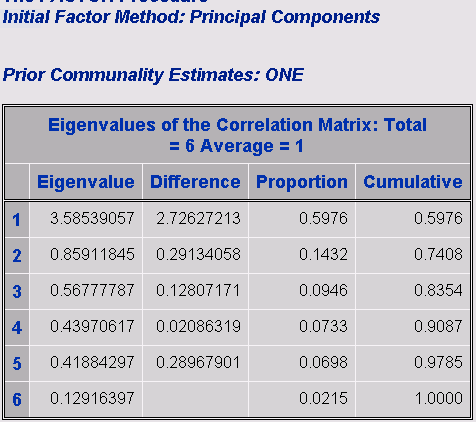 The FACTOR Procedure
Initial Factor Method: Principal Components
Prior Communality Estimates: ONE
Eigenvalues of the Correlation Matrix: Total
= 6 Average = 1
Eigenvalue Difference Proportion Cumulative
1 3.58539057 2.72627213 0.5976 0.5976
2 0.85911845 0.29134058 0.1432 0.7408
3 0.56777787 0.12807171 0.0946 0.8354
4 0.43970617 0.02086319 0.0733 0.9087
5 0.41884297 0.28967901 0.0698 0.9785
6 0.12916397 0.0215 1.0000